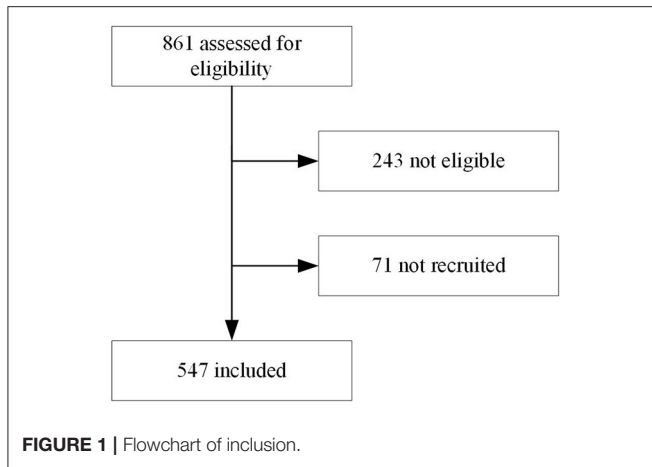 861 assessed for
eligibility
243 not eligible
71 not recruited
547 included
FIGURE 1 | Flowchart of inclusion.